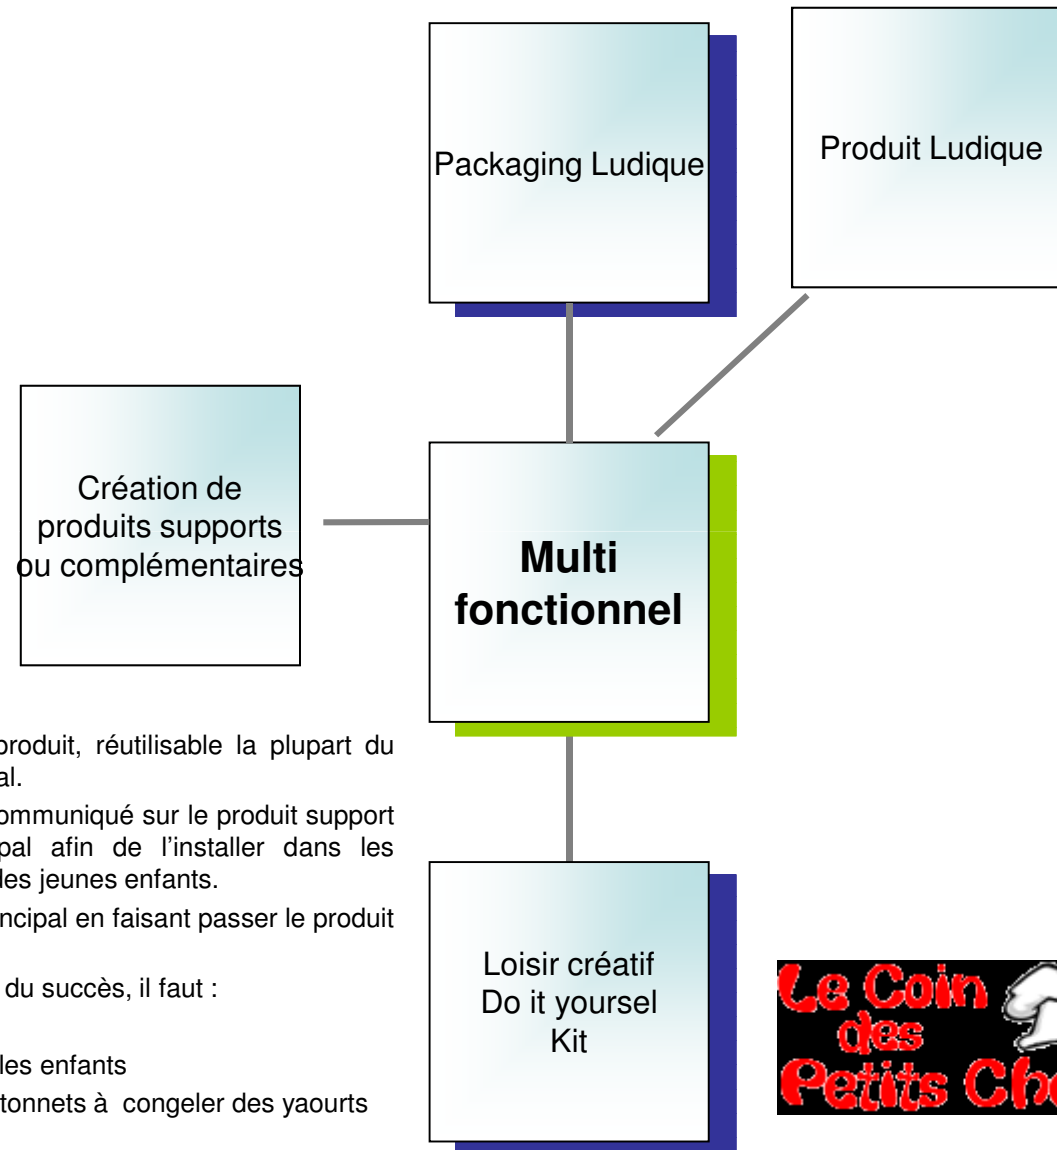 Packaging Ludique
Produit Ludique
Création de
produits supports
ou complémentaires
Multi
fonctionnel
produit, réutilisable la plupart du
al.
ommuniqué sur le produit support
pal afin de l’installer dans les
des jeunes enfants.
ncipal en faisant passer le produit
du succès, il faut :
les enfants
tonnets à congeler des yaourts
Loisir créatif
Do it yoursel
Kit
Le Coin
des
Petits Che